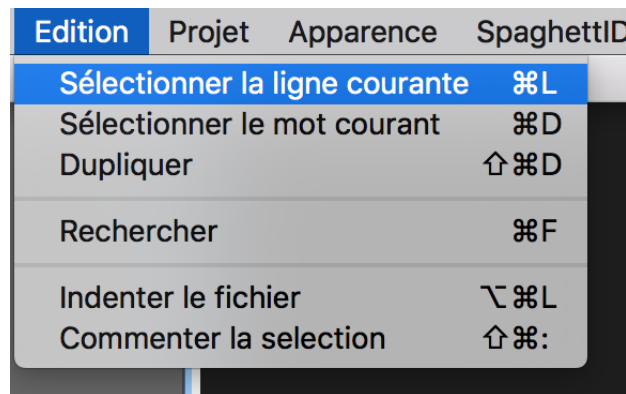 Edition Projet Apparence SpaghettID
Sélectionner la ligne courante ⌘L
Sélectionner le mot courant ⌘D
Dupliquer ⇧⌘D
Rechercher ⌘F
Indenter le fichier ⌥⌘L
Commenter la selection ⇧⌘: